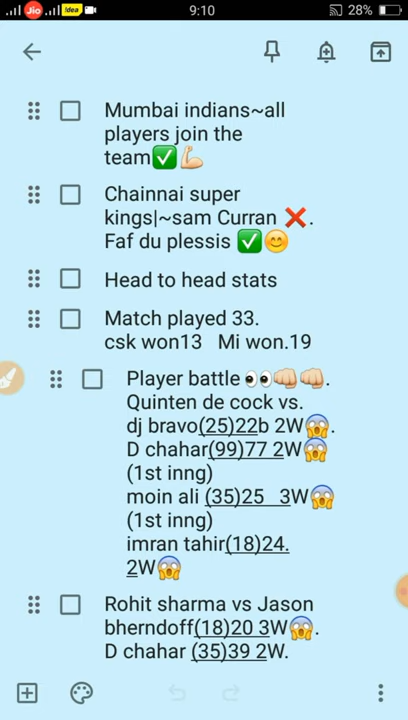 Jio Idea 9:10 28%
Mumbai indians~all
players join the
team✅💪🏻
Chainnai super
kings|~sam Curran ❌.
Faf du plessis ✅😊
Head to head stats
Match played 33.
csk won13 Mi won.19
Player battle 👀👊🏻👊🏻.
Quinten de cock vs.
dj bravo(25)22b 2W😱.
D chahar(99)77 2W😱
(1st inng)
moin ali (35)25 3W😱
(1st inng)
imran tahir(18)24.
2W😱
Rohit sharma vs Jason
bherndoff(18)20 3W😱.
D chahar (35)39 2W.